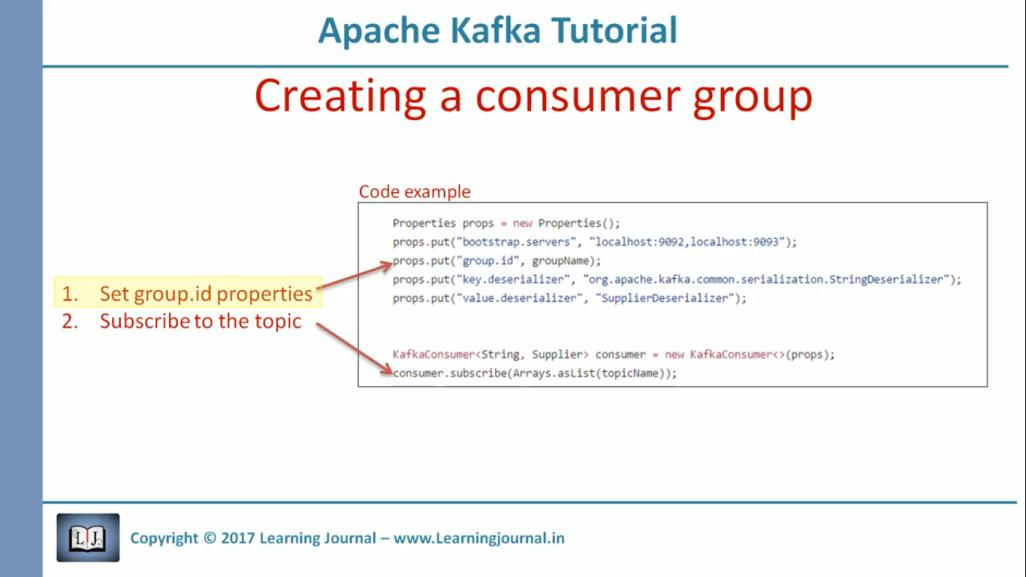 Apache Kafka Tutorial
Creating a consumer group
Code example
Properties props = new Properties();
props.put("bootstrap.servers", "localhost:9092,localhost:9093");
props.put("group.id", groupName);
props.put("key.deserializer", "org.apache.kafka.common.serialization.StringDeserializer");
props.put("value.deserializer", "SupplierDeserializer");
KafkaConsumer<String, Supplier> consumer = new KafkaConsumer<>(props);
consumer.subscribe(Arrays.asList(topicName));
1. Set group.id properties
2. Subscribe to the topic
LJ
Copyright © 2017 Learning Journal – www.Learningjournal.in